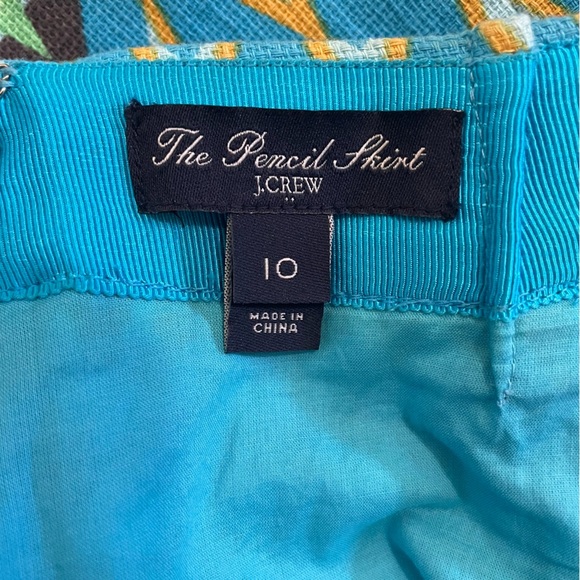 The Pencil Skirt
J.CREW
10
MADE IN
CHINA